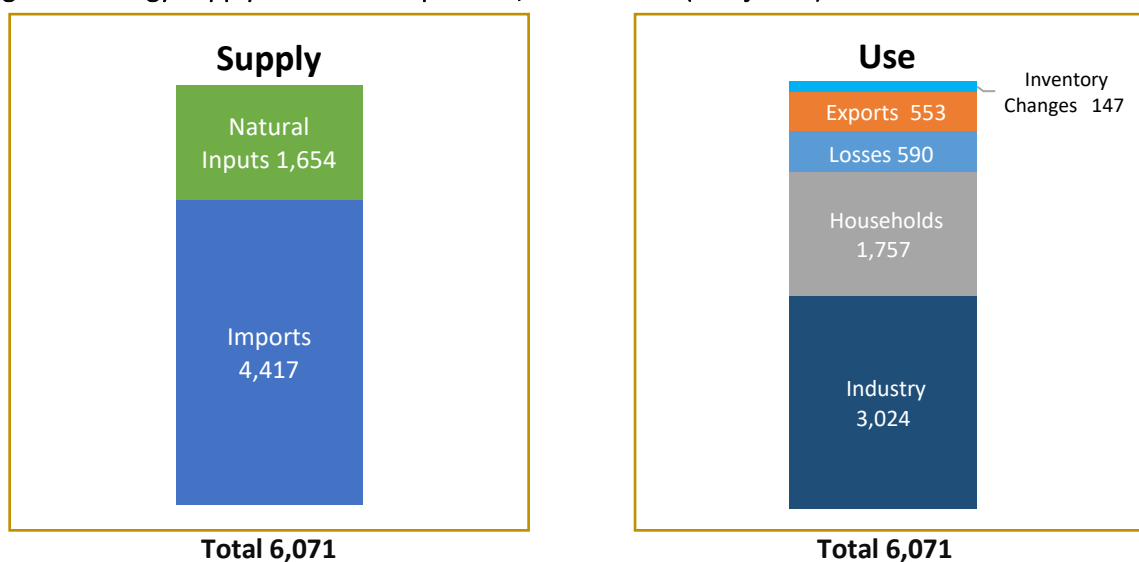 Supply
Natural
Inputs 1,654
Imports
4,417
Total 6,071
Use
Inventory
Changes 147
Exports 553
Losses 590
Households
1,757
Industry
3,024
Total 6,071